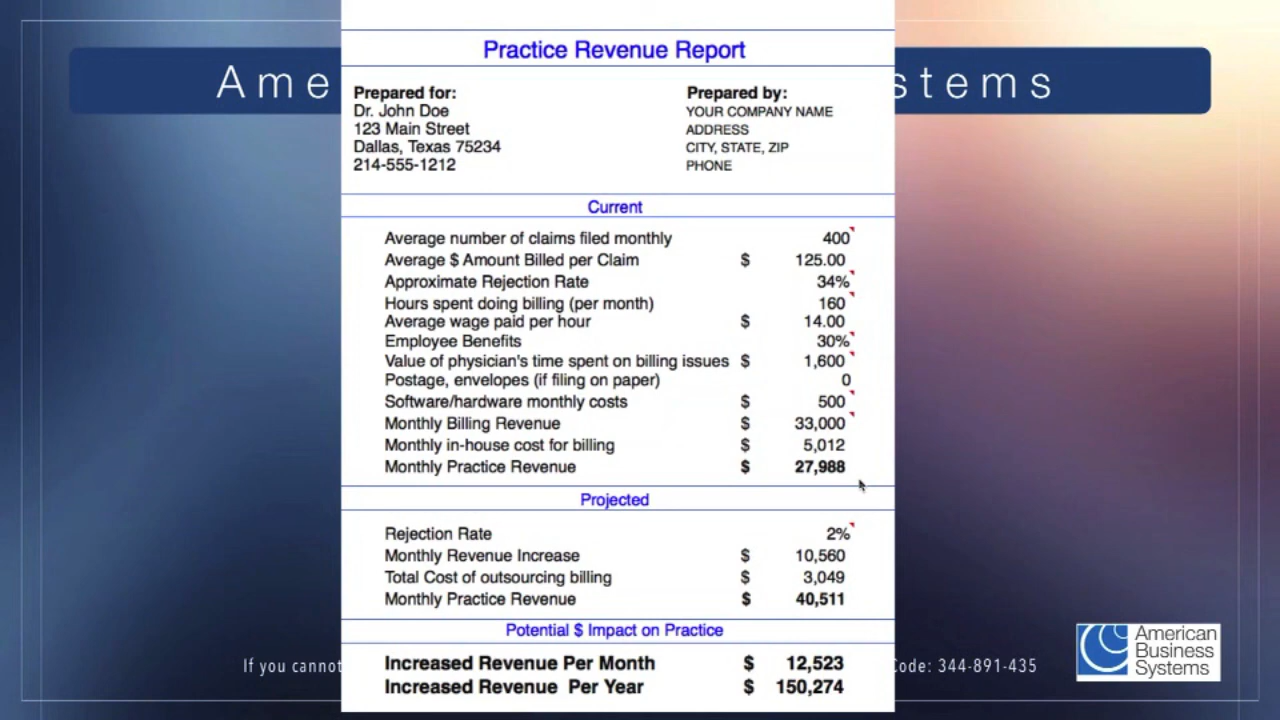 Practice Revenue Report
Ame stems
Prepared for: Prepared by:
Dr. John Doe YOUR COMPANY NAME
123 Main Street ADDRESS
Dallas, Texas 75234 CITY, STATE, ZIP
214-555-1212 PHONE
Current
Average number of claims filed monthly 400
Average $ Amount Billed per Claim $ 125.00
Approximate Rejection Rate 34%
Hours spent doing billing (per month) 160
Average wage paid per hour $ 14.00
Employee Benefits 30%
Value of physician's time spent on billing issues $ 1,600
Postage, envelopes (if filing on paper) 0
Software/hardware monthly costs $ 500
Monthly Billing Revenue $ 33,000
Monthly in-house cost for billing $ 5,012
Monthly Practice Revenue $ 27,988
Projected
Rejection Rate 2%
Monthly Revenue Increase $ 10,560
Total Cost of outsourcing billing $ 3,049
Monthly Practice Revenue $ 40,511
Potential $ Impact on Practice
Increased Revenue Per Month $ 12,523
Increased Revenue Per Year $ 150,274
If you cannot Code: 344-891-435
American
Business
Systems